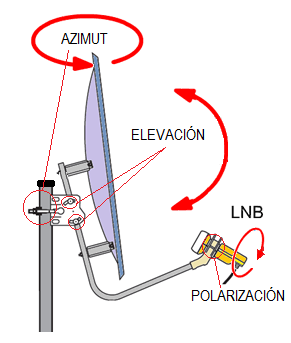 AZIMUT
ELEVACIÓN
LNB
POLARIZACIÓN